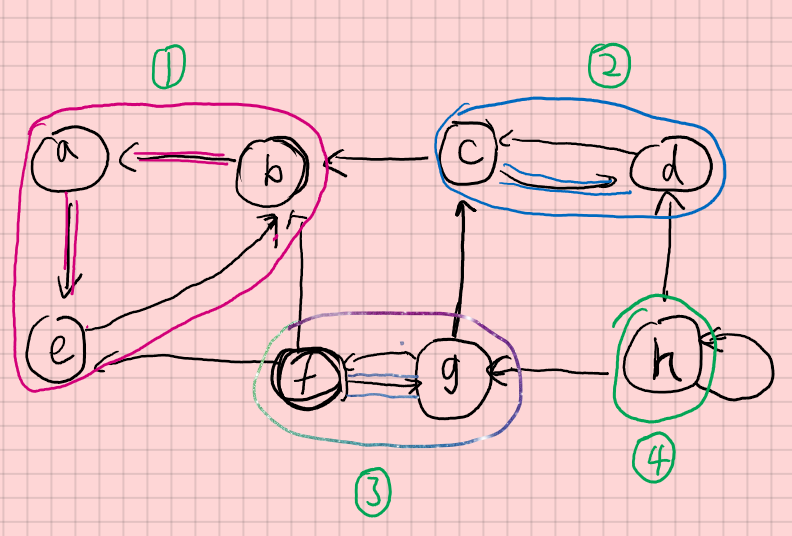 ① ②
a b c d
e f g h
③ ④